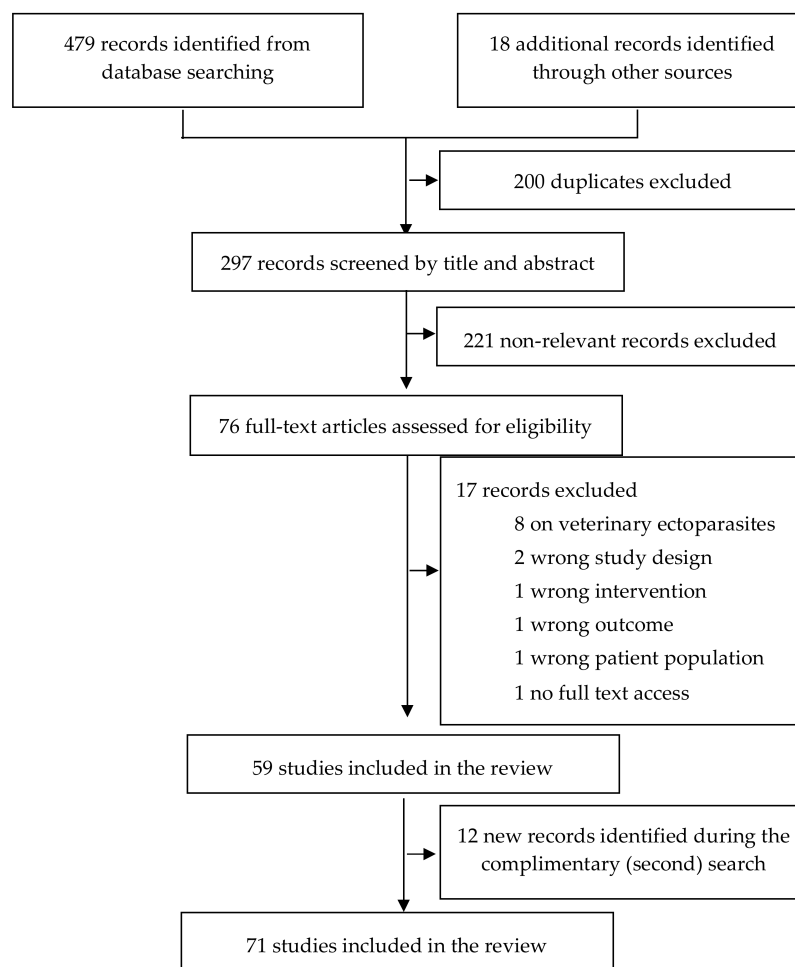 479 records identified from
database searching
18 additional records identified
through other sources
200 duplicates excluded
297 records screened by title and abstract
221 non-relevant records excluded
76 full-text articles assessed for eligibility
17 records excluded
8 on veterinary ectoparasites
2 wrong study design
1 wrong intervention
1 wrong outcome
1 wrong patient population
1 no full text access
59 studies included in the review
12 new records identified during the
complimentary (second) search
71 studies included in the review